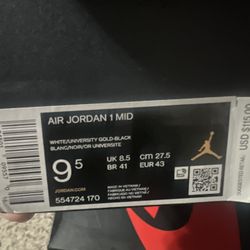 AIR JORDAN 1 MID
WHITE/UNIVERSITY GOLD-BLACK
BLANC/NOIR/OR UNIVERSITE
9.5
UK 8.5
CM 27.5
BR 41
EUR 43
JORDAN.COM
554724 170
MADE IN VIETNAM
USD $115.0